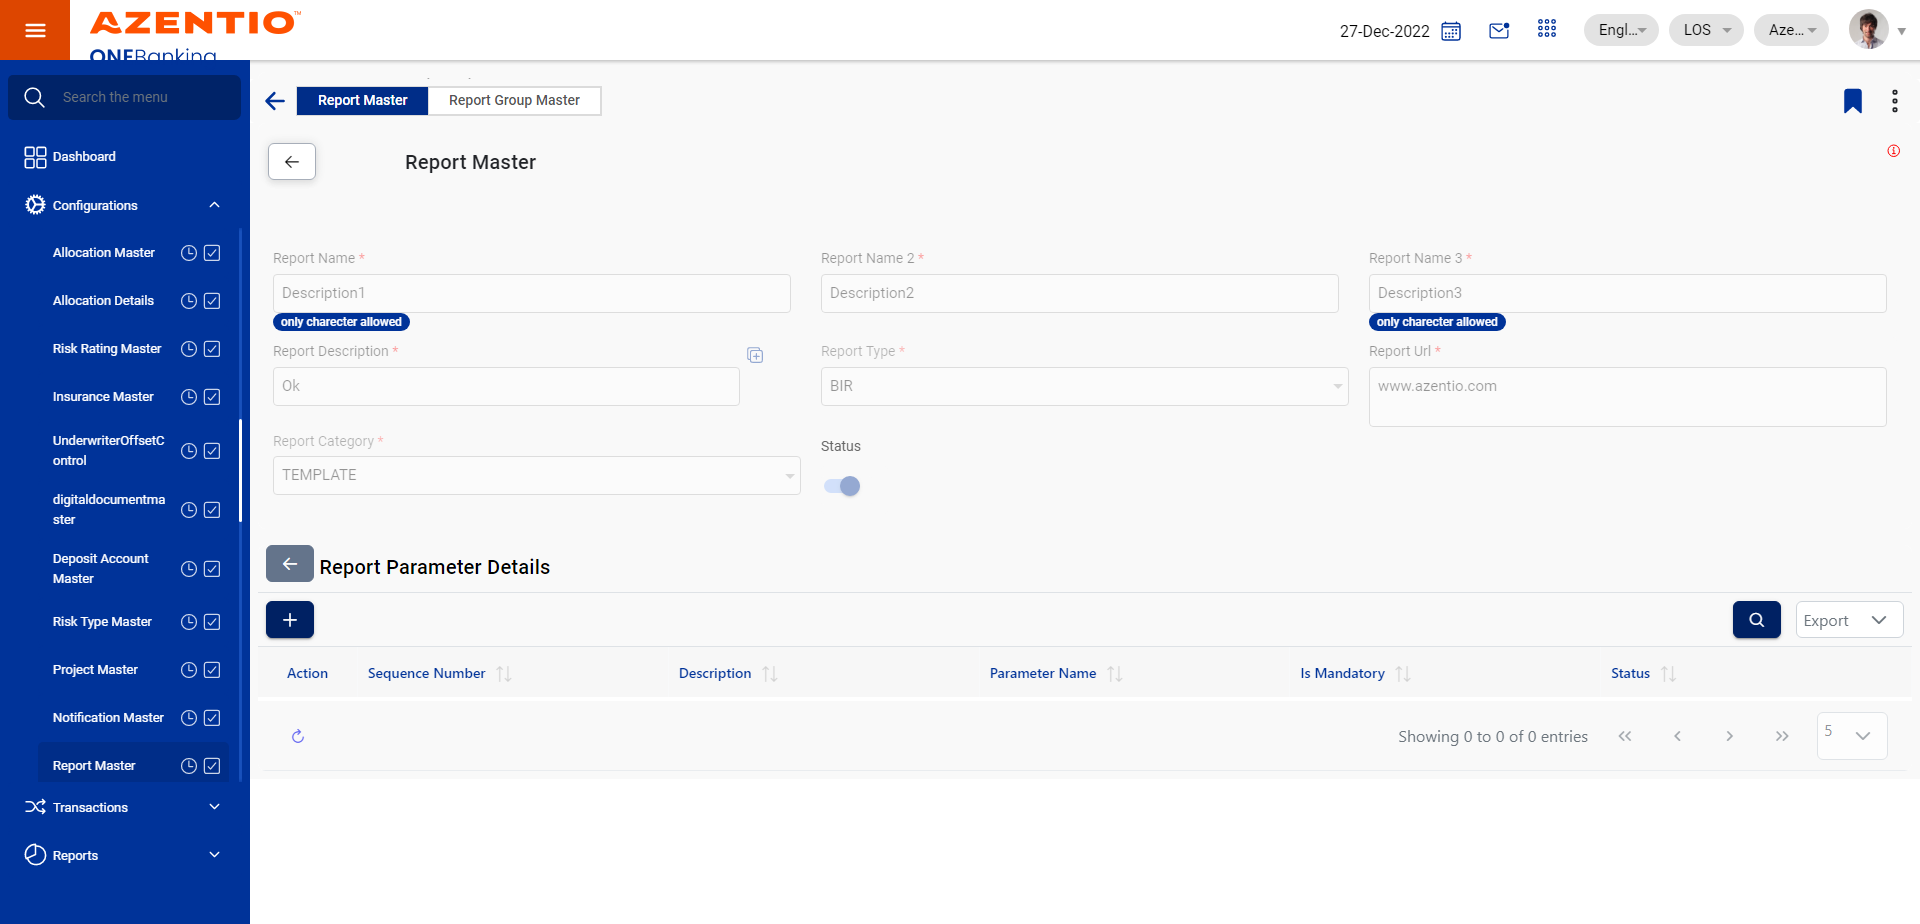 AZENTIO™
ONEBanking
27-Dec-2022
Engl...
LOS
Aze...
Search the menu
Dashboard
Configurations
Allocation Master
Allocation Details
Risk Rating Master
Insurance Master
UnderwriterOffsetC
ontrol
digitaldocumentma
ster
Deposit Account
Master
Risk Type Master
Project Master
Notification Master
Report Master
Transactions
Reports
Report Master
Report Group Master
Report Master
Report Name *
Report Name 2 *
Report Name 3 *
Description1
Description2
Description3
only charecter allowed
only charecter allowed
Report Description *
Report Type *
Report Url *
Ok
BIR
www.azentio.com
Report Category *
Status
TEMPLATE
Report Parameter Details
Export
Action
Sequence Number
Description
Parameter Name
Is Mandatory
Status
Showing 0 to 0 of 0 entries
5